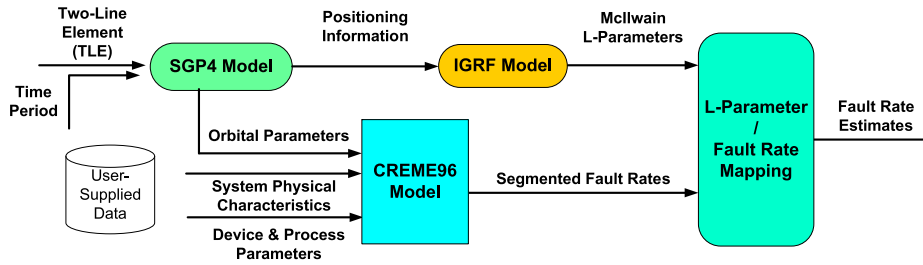 Two-Line
Element
(TLE)
Time
Period
SGP4 Model
Positioning
Information
IGRF Model
McIlwain
L-Parameters
L-Parameter
/
Fault Rate
Mapping
Fault Rate
Estimates
Orbital Parameters
User-
Supplied
Data
System Physical
Characteristics
Device & Process
Parameters
CREME96
Model
Segmented Fault Rates